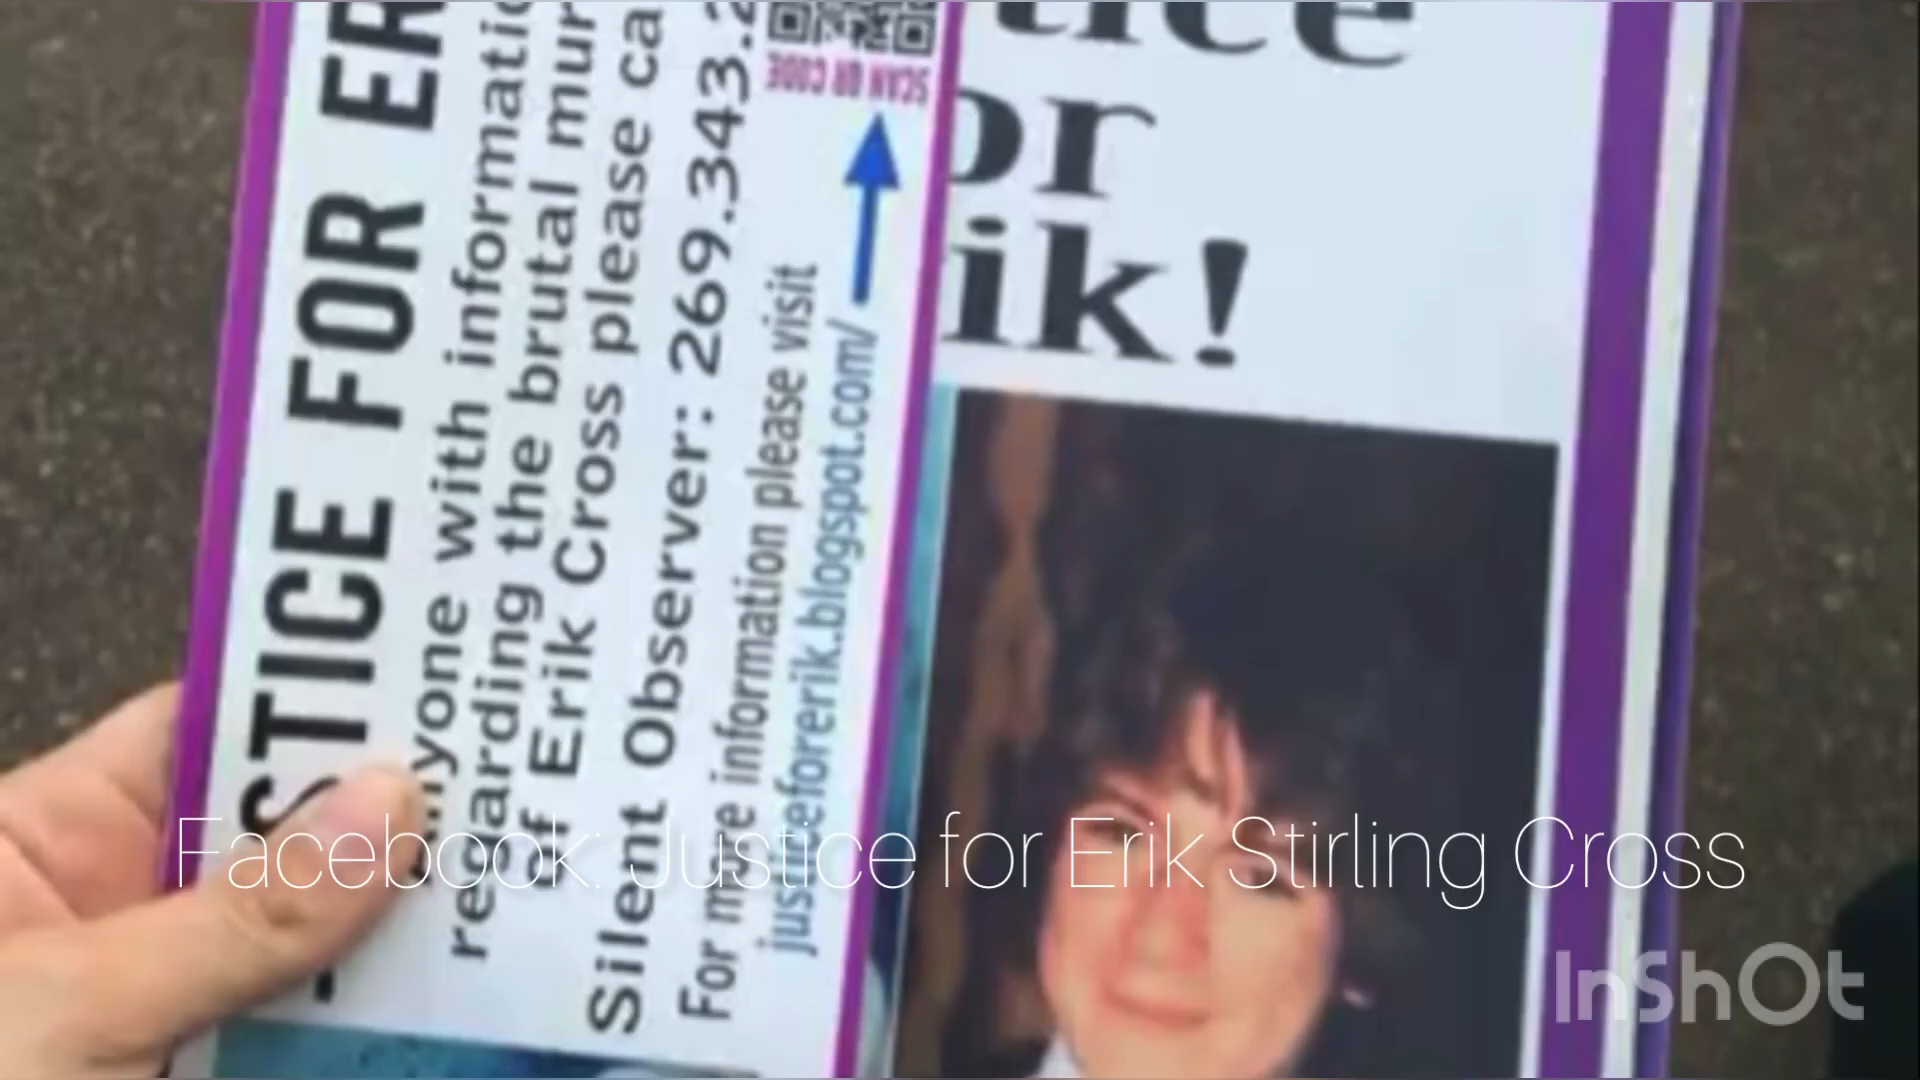 STICE FOR ER
with informatio
regarding the brutal mur
of Erik Cross please ca
Silent Observer: 269.343.2
For more information please visit
justiceforerik.blogspot.com/
SCAN QR CODE
tice
or
ik!
Facebook: Justice for Erik Stirling Cross
InShOt